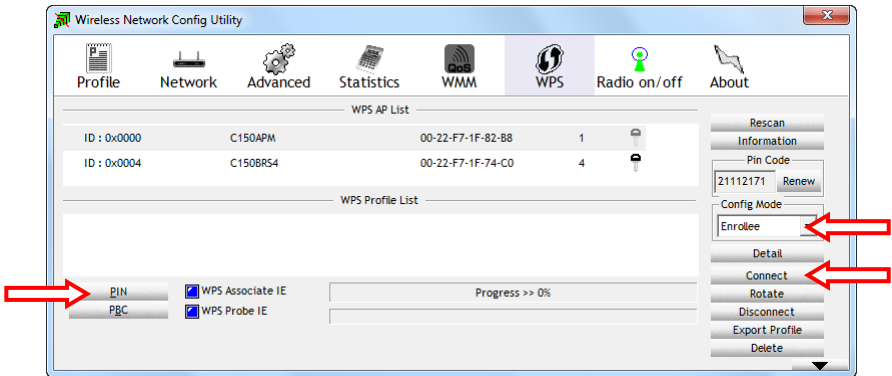 Wireless Network Config Utility
Profile Network Advanced Statistics QoS WMM WPS Radio on/off About
WPS AP List
ID : 0x0000 C150APM 00-22-F7-1F-82-B8 1
ID : 0x0004 C150BRS4 00-22-F7-1F-74-C0 4
WPS Profile List
Rescan
Information
Pin Code
21112171 Renew
Config Mode
Enrollee
Detail
Connect
Rotate
Disconnect
Export Profile
Delete
PIN WPS Associate IE Progress >> 0%
PBC WPS Probe IE